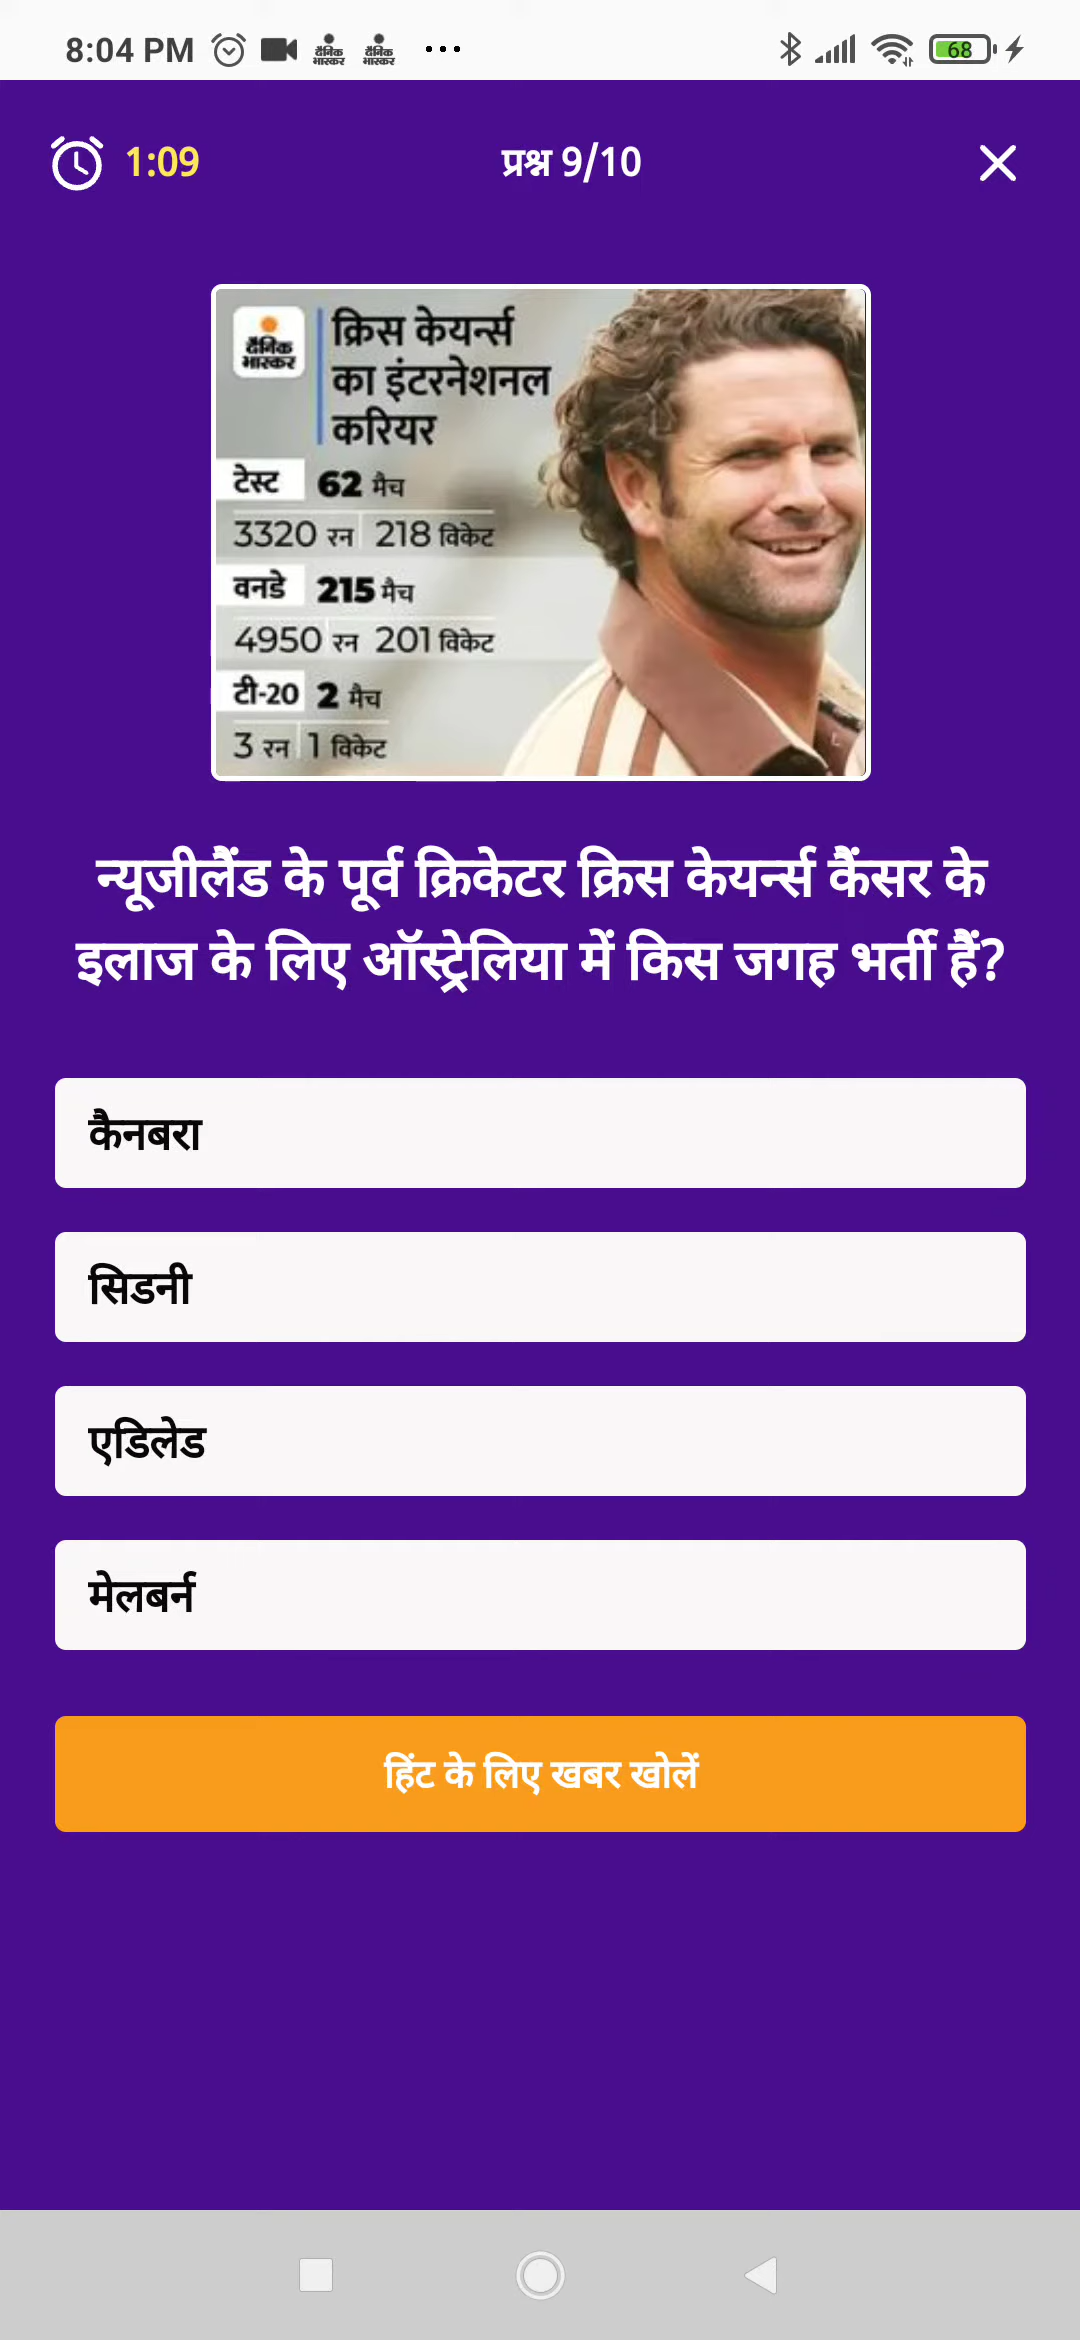 8:04 PM
68
1:09
प्रश्न 9/10
दैनिक
भास्कर
क्रिस केयर्न्स
का इंटरनेशनल
करियर
टेस्ट 62 मैच
3320 रन 218 विकेट
वनडे 215 मैच
4950 रन 201 विकेट
टी-20 2 मैच
3 रन 1 विकेट
न्यूजीलैंड के पूर्व क्रिकेटर क्रिस केयर्न्स कैंसर के
इलाज के लिए ऑस्ट्रेलिया में किस जगह भर्ती हैं?
कैनबरा
सिडनी
एडिलेड
मेलबर्न
हिंट के लिए खबर खोलें